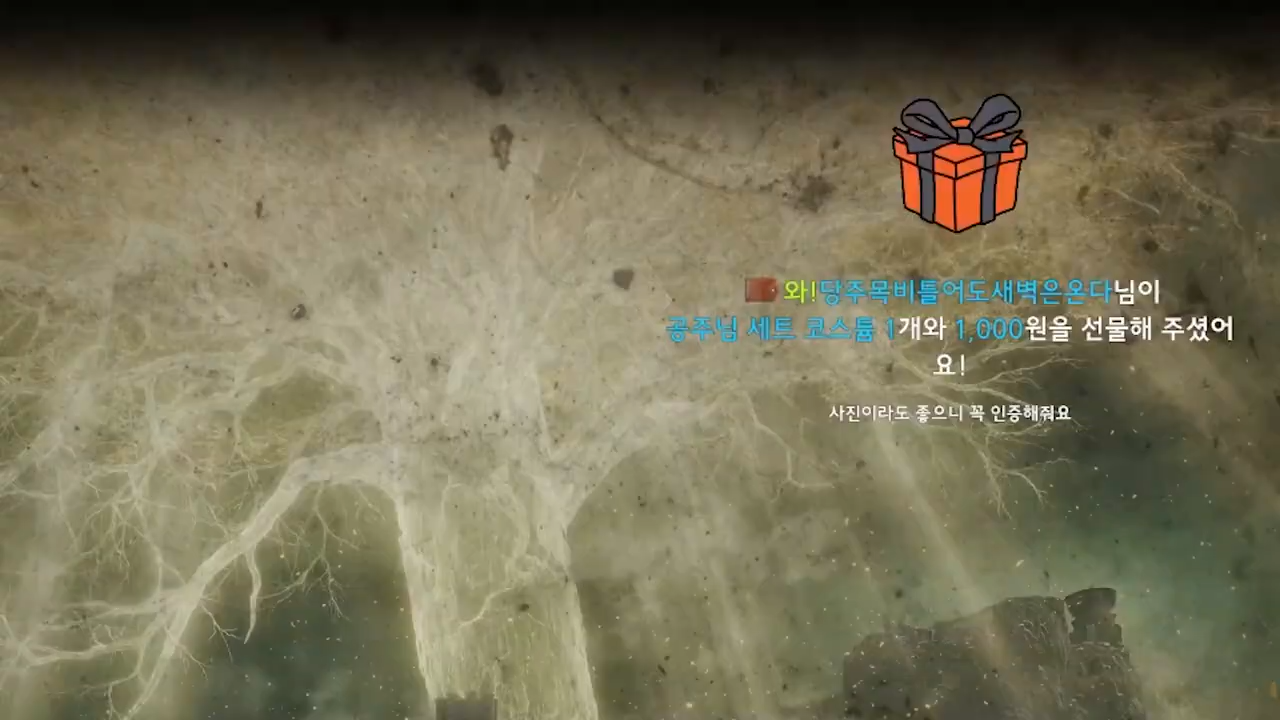 와!당주목비틀어도새벽은온다님이
공주님 세트 코스튬 1개와 1,000원을 선물해 주셨어
요!
사진이라도 좋으니 꼭 인증해줘요